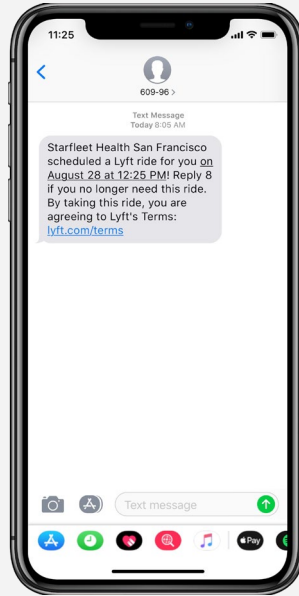 11:25
609-96 >
Text Message
Today 8:05 AM
Starfleet Health San Francisco
scheduled a Lyft ride for you on
August 28 at 12:25 PM! Reply 8
if you no longer need this ride.
By taking this ride, you are
agreeing to Lyft's Terms:
lyft.com/terms
Text message
Pay